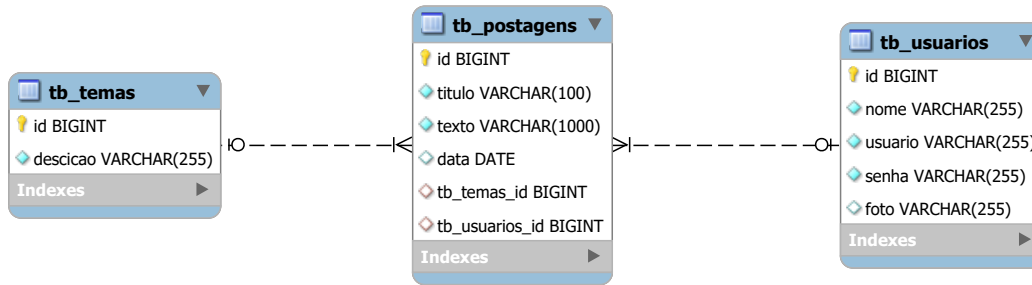 tb_temas
id BIGINT
descicao VARCHAR(255)
Indexes
tb_postagens
id BIGINT
titulo VARCHAR(100)
texto VARCHAR(1000)
data DATE
tb_temas_id BIGINT
tb_usuarios_id BIGINT
Indexes
tb_usuarios
id BIGINT
nome VARCHAR(255)
usuario VARCHAR(255)
senha VARCHAR(255)
foto VARCHAR(255)
Indexes